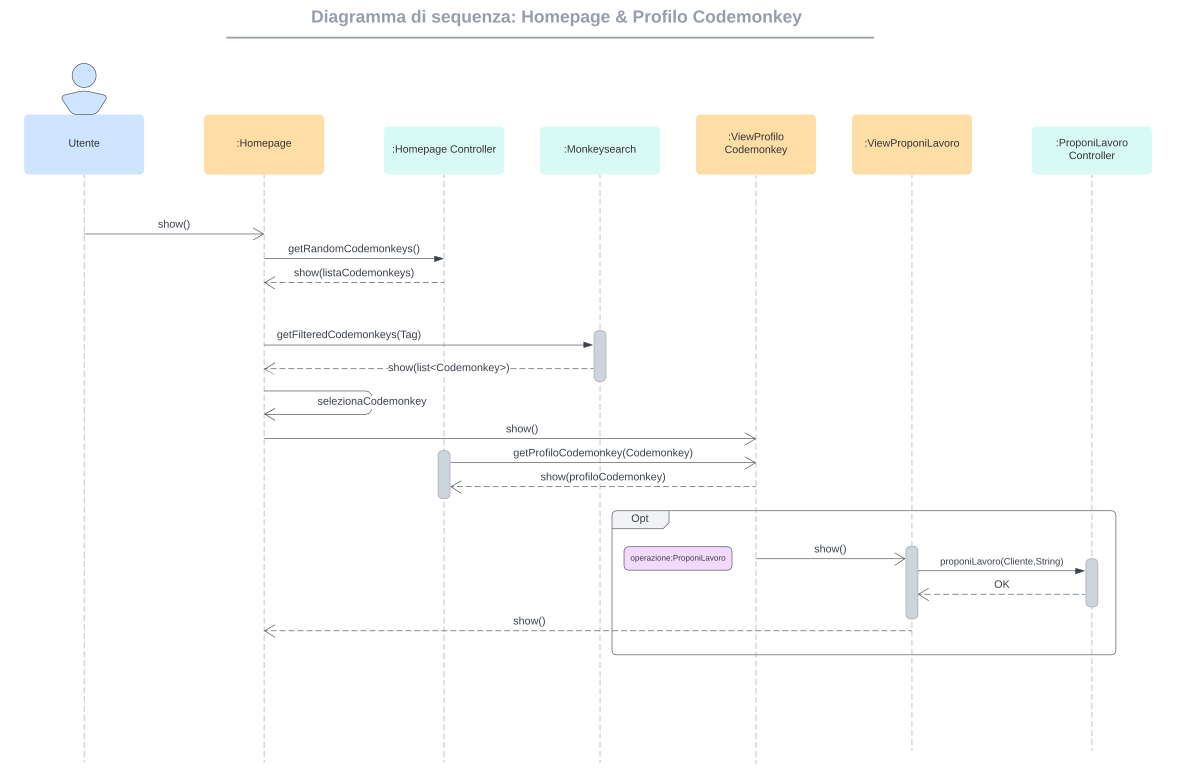 Diagramma di sequenza: Homepage & Profilo Codemonkey
Utente
:Homepage
:Homepage Controller
:Monkeysearch
:ViewProfilo
Codemonkey
:ViewProponiLavoro
:ProponiLavoro
Controller
show()
getRandomCodemonkeys()
show(listaCodemonkeys)
getFilteredCodemonkeys(Tag)
show(list<Codemonkey>)
selezionaCodemonkey
show()
getProfiloCodemonkey(Codemonkey)
show(profiloCodemonkey)
Opt
operazione:ProponiLavoro
show()
proponiLavoro(Cliente,String)
OK
show()